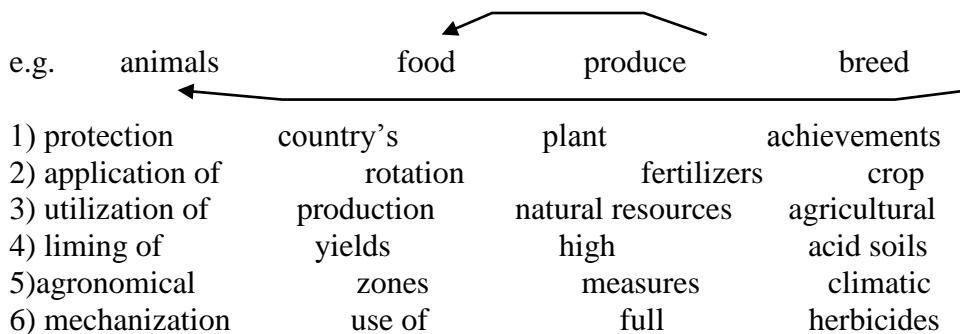 e.g. animals food produce breed
1) protection country’s plant achievements
2) application of rotation fertilizers crop
3) utilization of production natural resources agricultural
4) liming of yields high acid soils
5)agronomical zones measures climatic
6) mechanization use of full herbicides